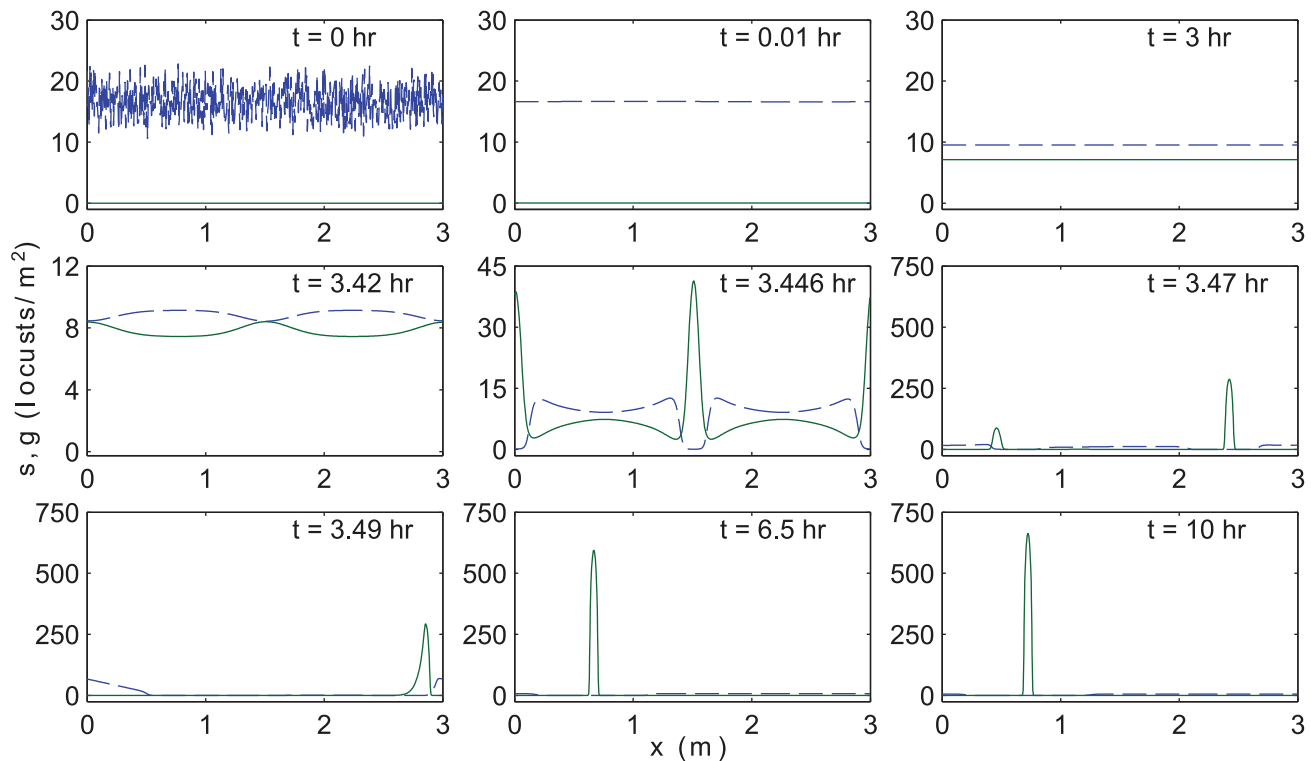 t = 0 hr
30
20
10
0
0 1 2 3
t = 0.01 hr
30
20
10
0
0 1 2 3
t = 3 hr
30
20
10
0
0 1 2 3
s, g (locusts/m²)
t = 3.42 hr
12
8
4
0
0 1 2 3
t = 3.446 hr
45
30
15
0
0 1 2 3
t = 3.47 hr
750
500
250
0
0 1 2 3
t = 3.49 hr
750
500
250
0
0 1 2 3
t = 6.5 hr
750
500
250
0
0 1 2 3
t = 10 hr
750
500
250
0
0 1 2 3
x (m)